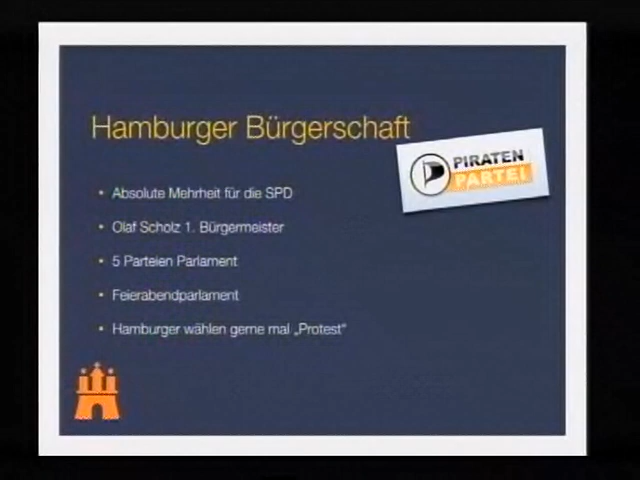 Hamburger Bürgerschaft
PIRATEN
PARTEI
• Absolute Mehrheit für die SPD
• Olaf Scholz 1. Bürgermeister
• 5 Parteien Parlament
• Feierabendparlament
• Hamburger wählen gerne mal „Protest“